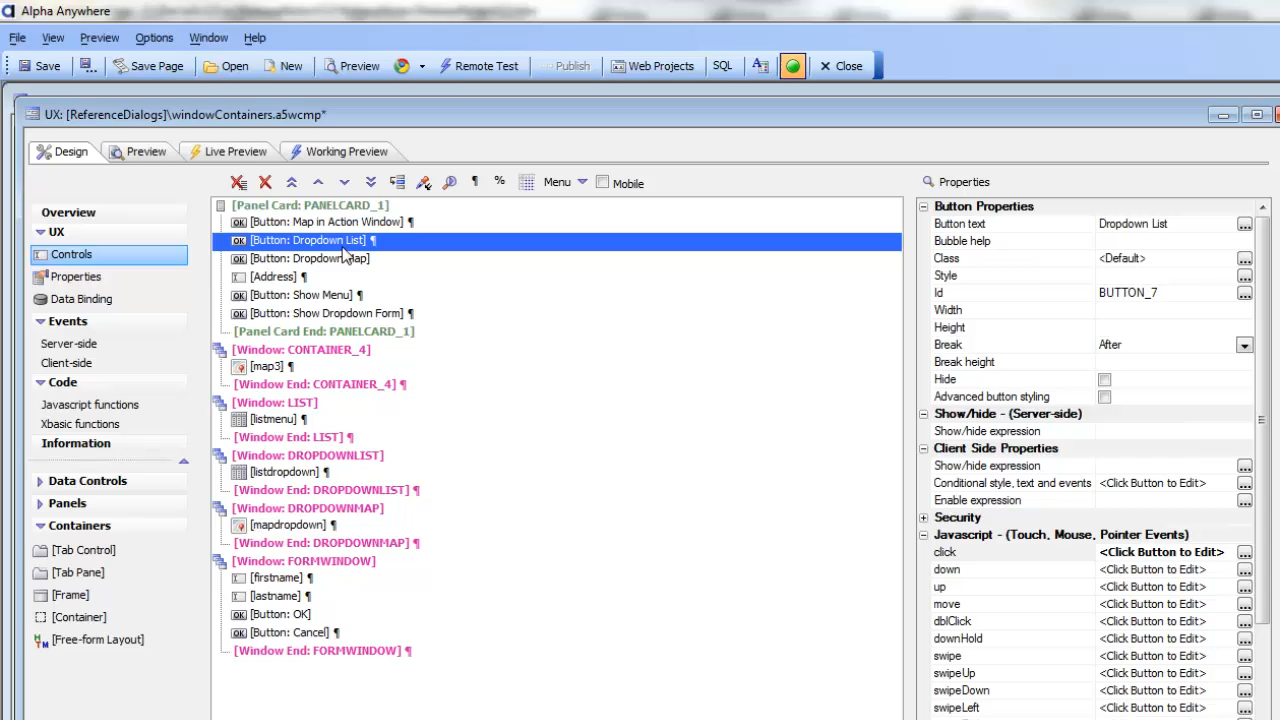 Alpha Anywhere
File View Preview Options Window Help
Save Save Page Open New Preview Remote Test Publish Web Projects SQL Close
UX: [ReferenceDialogs]\windowContainers.a5wcmp*
Design Preview Live Preview Working Preview
¶ % Menu Mobile
Overview
UX
Controls
Properties
Data Binding
Events
Server-side
Client-side
Code
Javascript functions
Xbasic functions
Information
Data Controls
Panels
Containers
[Tab Control]
[Tab Pane]
[Frame]
[Container]
[Free-form Layout]
[Panel Card: PANELCARD_1]
OK [Button: Map in Action Window] ¶
OK [Button: Dropdown List] ¶
OK [Button: Dropdown Map]
[Address] ¶
OK [Button: Show Menu] ¶
OK [Button: Show Dropdown Form] ¶
[Panel Card End: PANELCARD_1]
[Window: CONTAINER_4]
[map3] ¶
[Window End: CONTAINER_4] ¶
[Window: LIST]
[listmenu] ¶
[Window End: LIST] ¶
[Window: DROPDOWNLIST]
[listdropdown] ¶
[Window End: DROPDOWNLIST] ¶
[Window: DROPDOWNMAP]
[mapdropdown] ¶
[Window End: DROPDOWNMAP] ¶
[Window: FORMWINDOW]
[firstname] ¶
[lastname] ¶
OK [Button: OK]
OK [Button: Cancel] ¶
[Window End: FORMWINDOW] ¶
Properties
Button Properties
Button text Dropdown List
Bubble help
Class <Default>
Style
Id BUTTON_7
Width
Height
Break After
Break height
Hide
Advanced button styling
Show/hide - (Server-side)
Show/hide expression
Client Side Properties
Show/hide expression
Conditional style, text and events <Click Button to Edit>
Enable expression
Security
Javascript - (Touch, Mouse, Pointer Events)
click <Click Button to Edit>
down <Click Button to Edit>
up <Click Button to Edit>
move <Click Button to Edit>
dblClick <Click Button to Edit>
downHold <Click Button to Edit>
swipe <Click Button to Edit>
swipeUp <Click Button to Edit>
swipeDown <Click Button to Edit>
swipeLeft <Click Button to Edit>